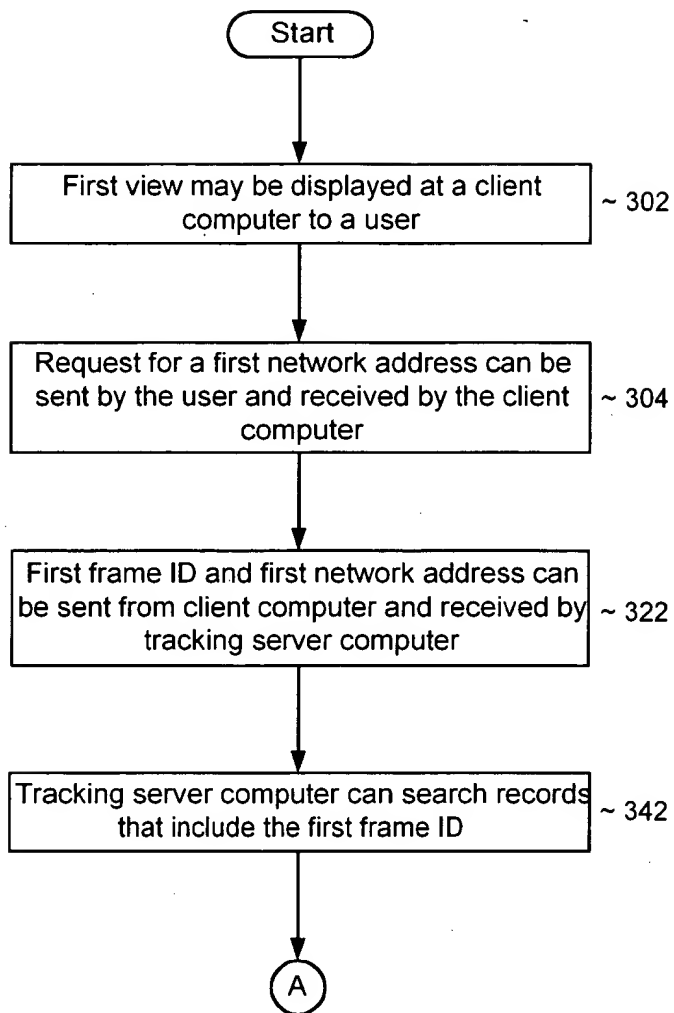 Start
First view may be displayed at a client
computer to a user
~ 302
Request for a first network address can be
sent by the user and received by the client
computer
~ 304
First frame ID and first network address can
be sent from client computer and received by
tracking server computer
~ 322
Tracking server computer can search records
that include the first frame ID
~ 342
A